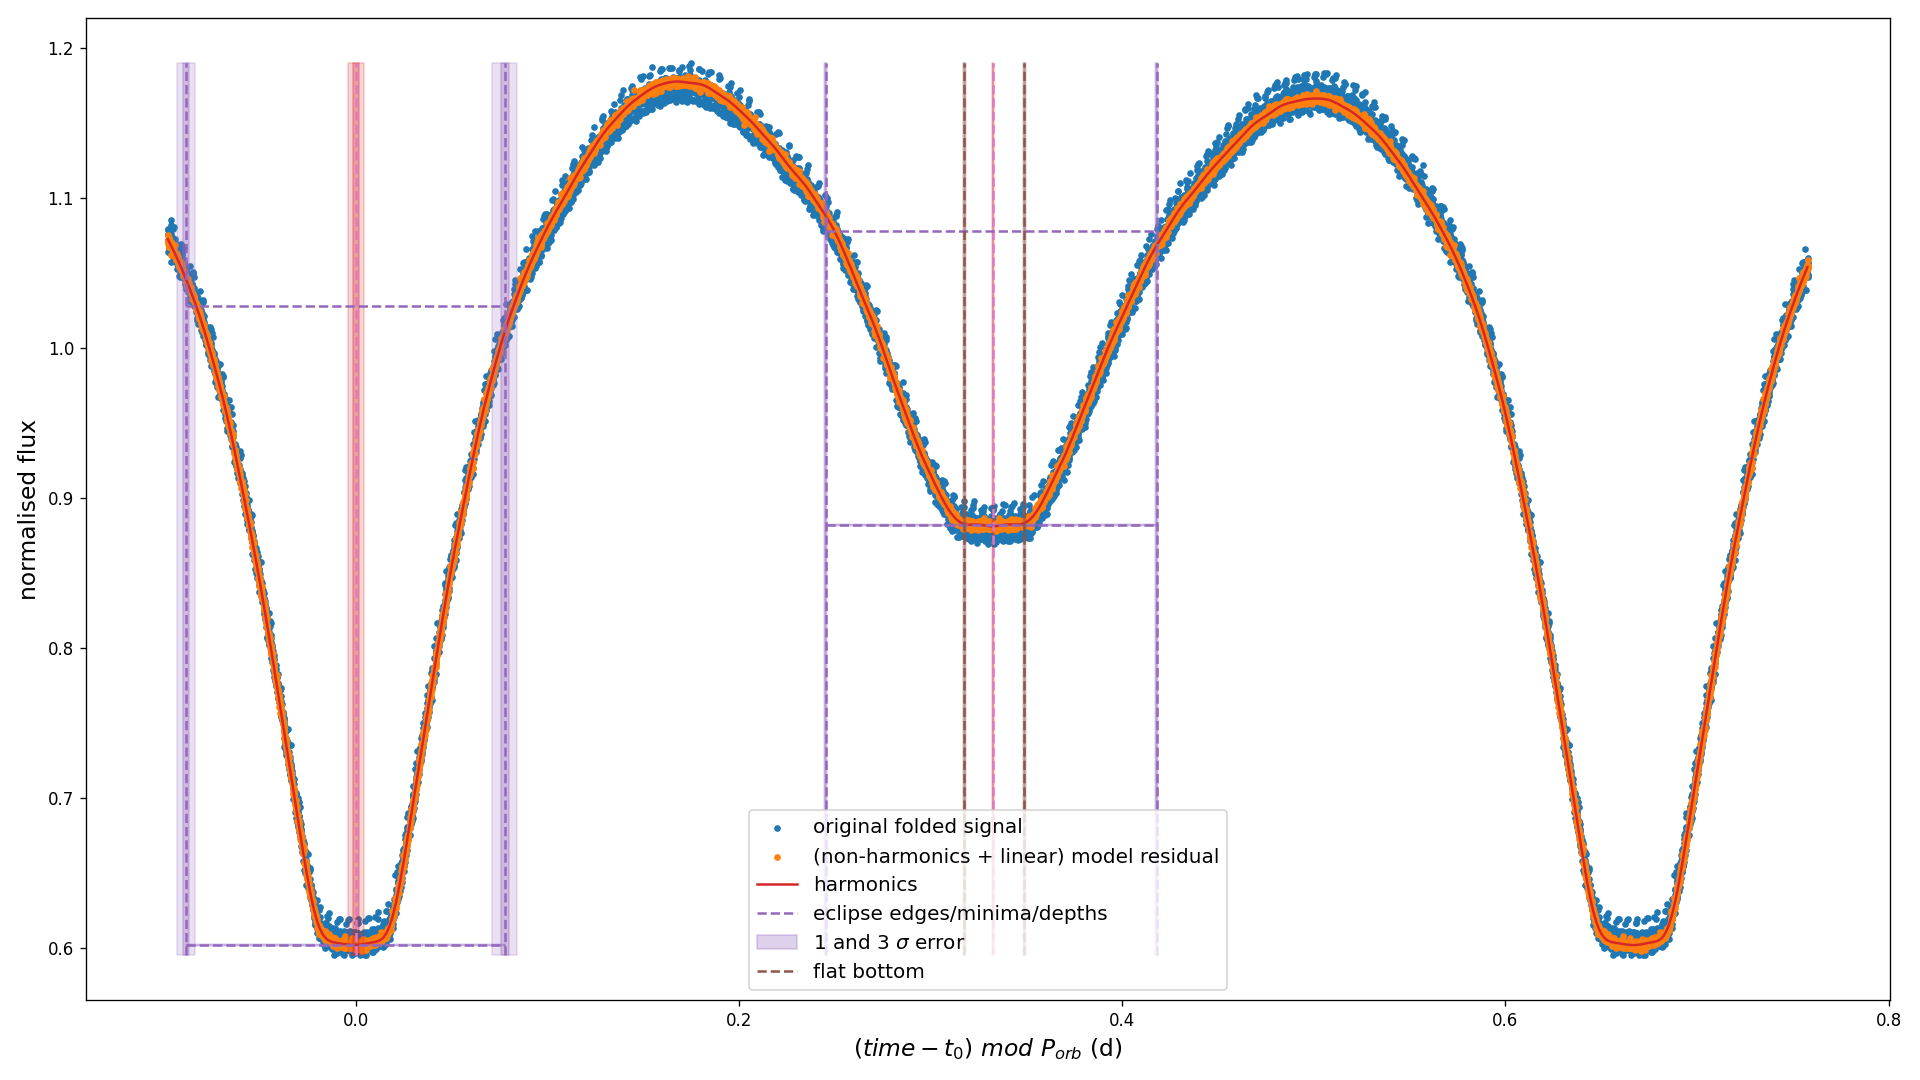 1.2
1.1
1.0
0.9
0.8
0.7
0.6
normalised flux
original folded signal
(non-harmonics + linear) model residual
harmonics
eclipse edges/minima/depths
1 and 3 σ error
flat bottom
0.0 0.2 0.4 0.6 0.8
(time − t₀) mod Pₒᵣb (d)